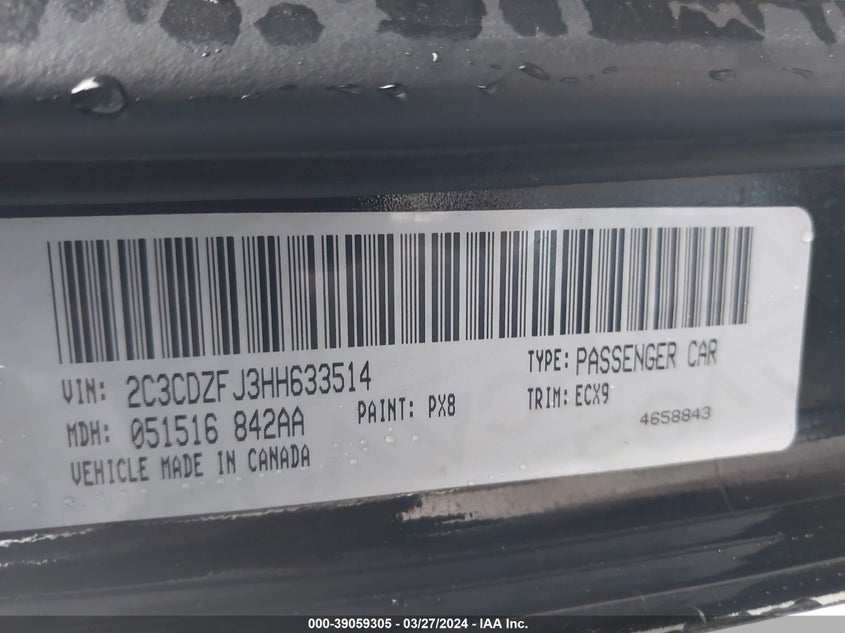 VIN: 2C3CDZFJ3HH633514
TYPE: PASSENGER CAR
MDH: 051516 842AA
PAINT: PX8
TRIM: ECX9
4658843
VEHICLE MADE IN CANADA
000-39059305 - 03/27/2024 - IAA Inc.